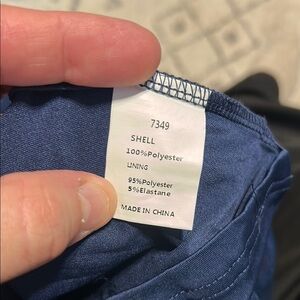 7349
SHELL
100%Polyester
LINING
95%Polyester
5%Elastane
MADE IN CHINA